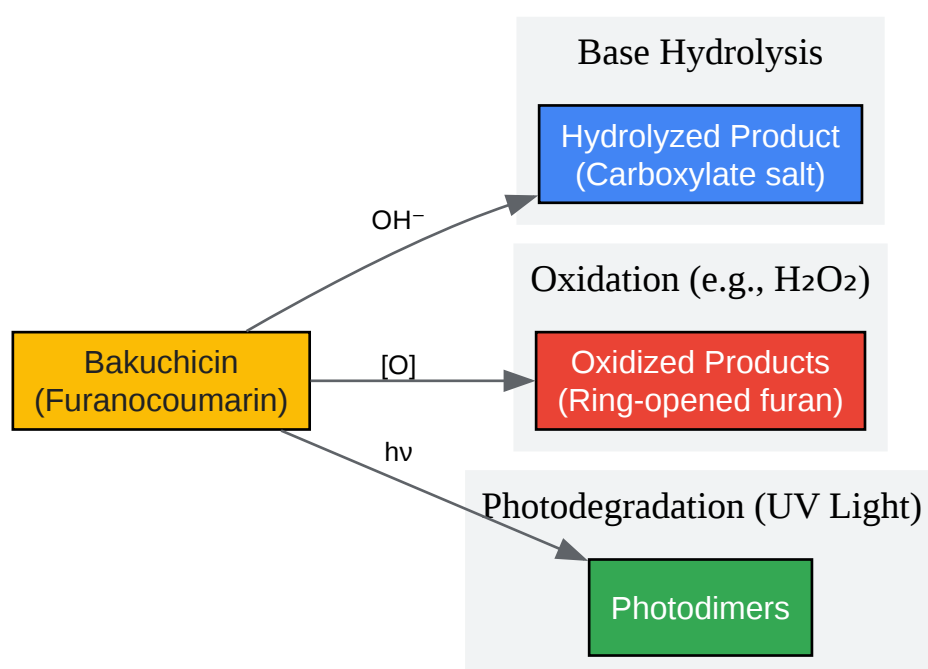 Base Hydrolysis
Hydrolyzed Product
(Carboxylate salt)
OH⁻
Oxidation (e.g., H₂O₂)
Bakuchicin
(Furanocoumarin)
[O]
Oxidized Products
(Ring-opened furan)
hν
Photodegradation (UV Light)
Photodimers